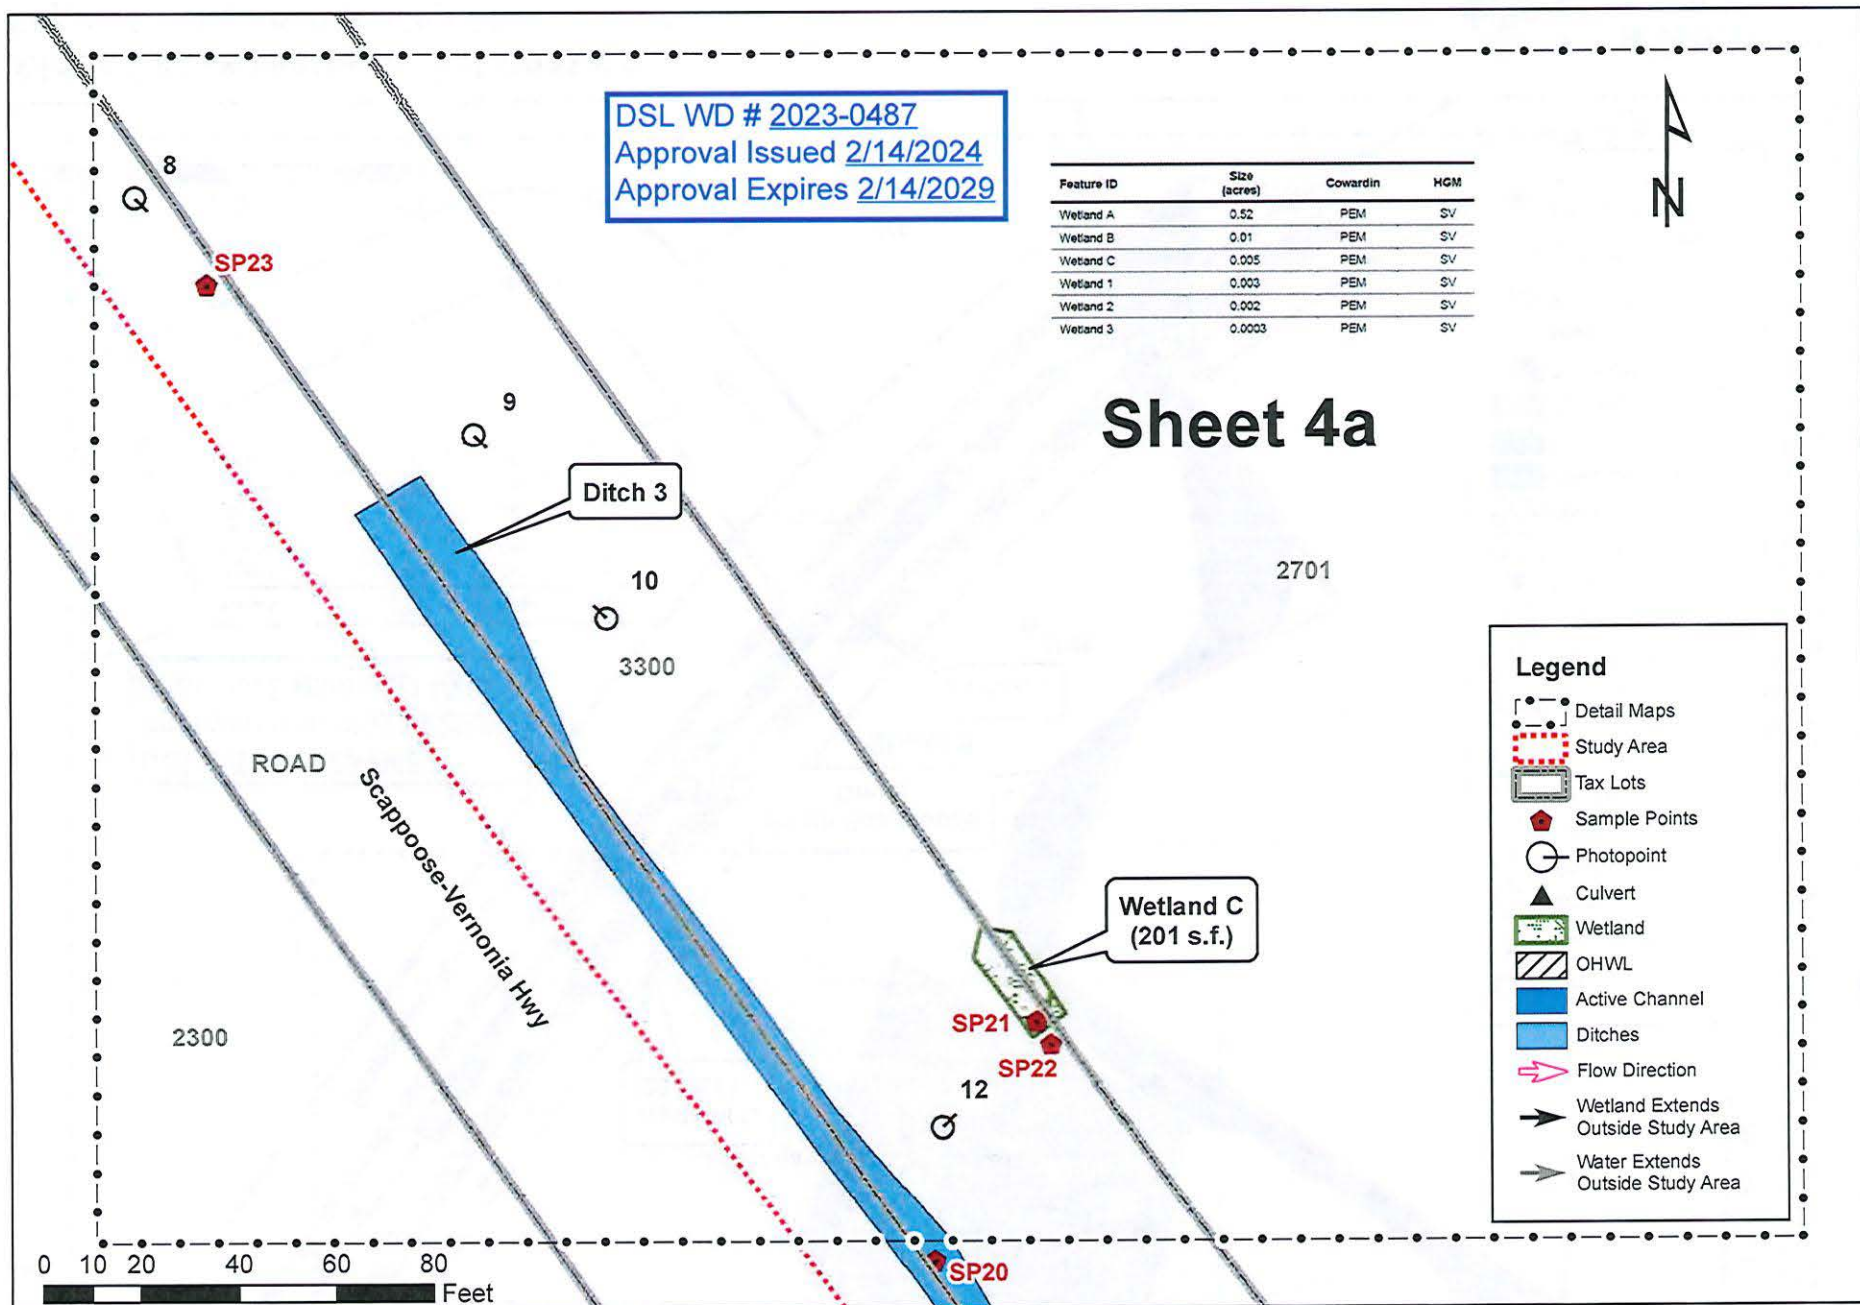 DSL WD # 2023-0487
Approval Issued 2/14/2024
Approval Expires 2/14/2029
Feature ID Size (acres) Cowardin HGM
Wetland A 0.52 PEM SV
Wetland B 0.01 PEM SV
Wetland C 0.005 PEM SV
Wetland 1 0.003 PEM SV
Wetland 2 0.002 PEM SV
Wetland 3 0.0003 PEM SV
N
8
SP23
9
Sheet 4a
Ditch 3
10
2701
3300
ROAD
Scappoose-Vernonia Hwy
Wetland C
(201 s.f.)
SP21
SP22
2300
12
SP20
Legend
Detail Maps
Study Area
Tax Lots
Sample Points
Photopoint
Culvert
Wetland
OHWL
Active Channel
Ditches
Flow Direction
Wetland Extends
Outside Study Area
Water Extends
Outside Study Area
0 10 20 40 60 80
Feet